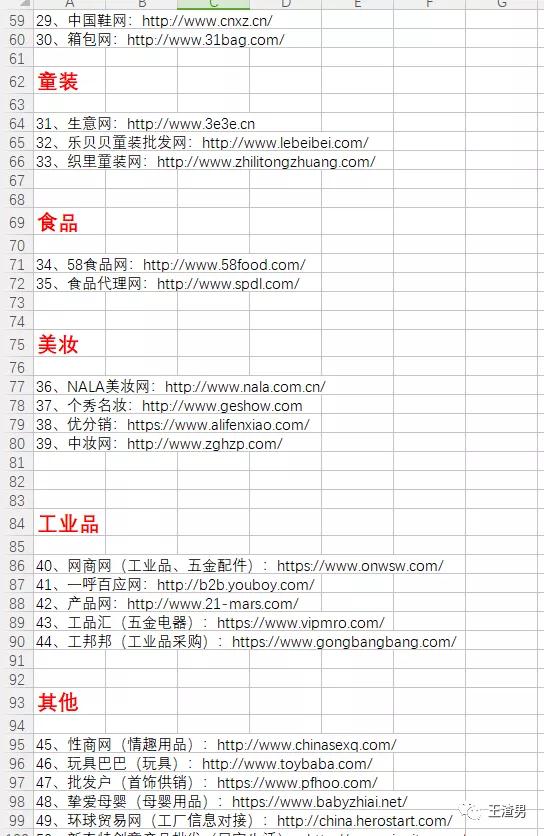 A B C D E F G
59 29、中国鞋网：http://www.cnxz.cn/
60 30、箱包网：http://www.31bag.com/
61
62 童装
63
64 31、生意网：http://www.3e3e.cn
65 32、乐贝贝童装批发网：http://www.lebeibei.com/
66 33、织里童装网：http://www.zhilitongzhuang.com/
67
68
69 食品
70
71 34、58食品网：http://www.58food.com/
72 35、食品代理网：http://www.spdl.com/
73
74
75 美妆
76
77 36、NALA美妆网：http://www.nala.com.cn/
78 37、个秀名妆：http://www.geshow.com
79 38、优分销：https://www.alifenxiao.com/
80 39、中妆网：http://www.zghzp.com/
81
82
83
84 工业品
85
86 40、网商网（工业品、五金配件）：https://www.onwsw.com/
87 41、一呼百应网：http://b2b.youboy.com/
88 42、产品网：http://www.21-mars.com/
89 43、工品汇（五金电器）：https://www.vipmro.com/
90 44、工邦邦（工业品采购）：https://www.gongbangbang.com/
91
92
93 其他
94
95 45、性商网（情趣用品）：http://www.chinasexq.com/
96 46、玩具巴巴（玩具）：http://www.toybaba.com/
97 47、批发户（首饰供销）：https://www.pfhoo.com/
98 48、挚爱母婴（母婴用品）：https://www.babyzhiai.net/
99 49、环球贸易网（工厂信息对接）：http://china.herostart.com/
王渣男